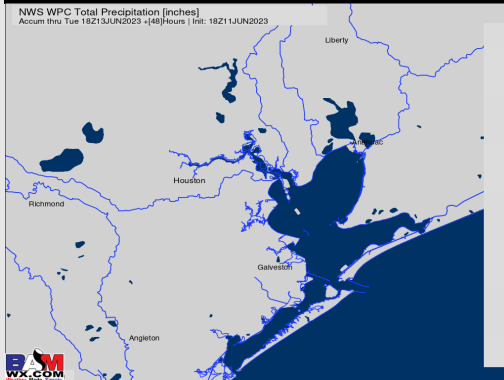 NWS WPC Total Precipitation [inches]
Accum thru Tue 18Z13JUN2023 +[48]Hours | Init: 18Z11JUN2023
Liberty
Anahuac
Houston
Richmond
Galveston
Angleton
BAM
WX.COM